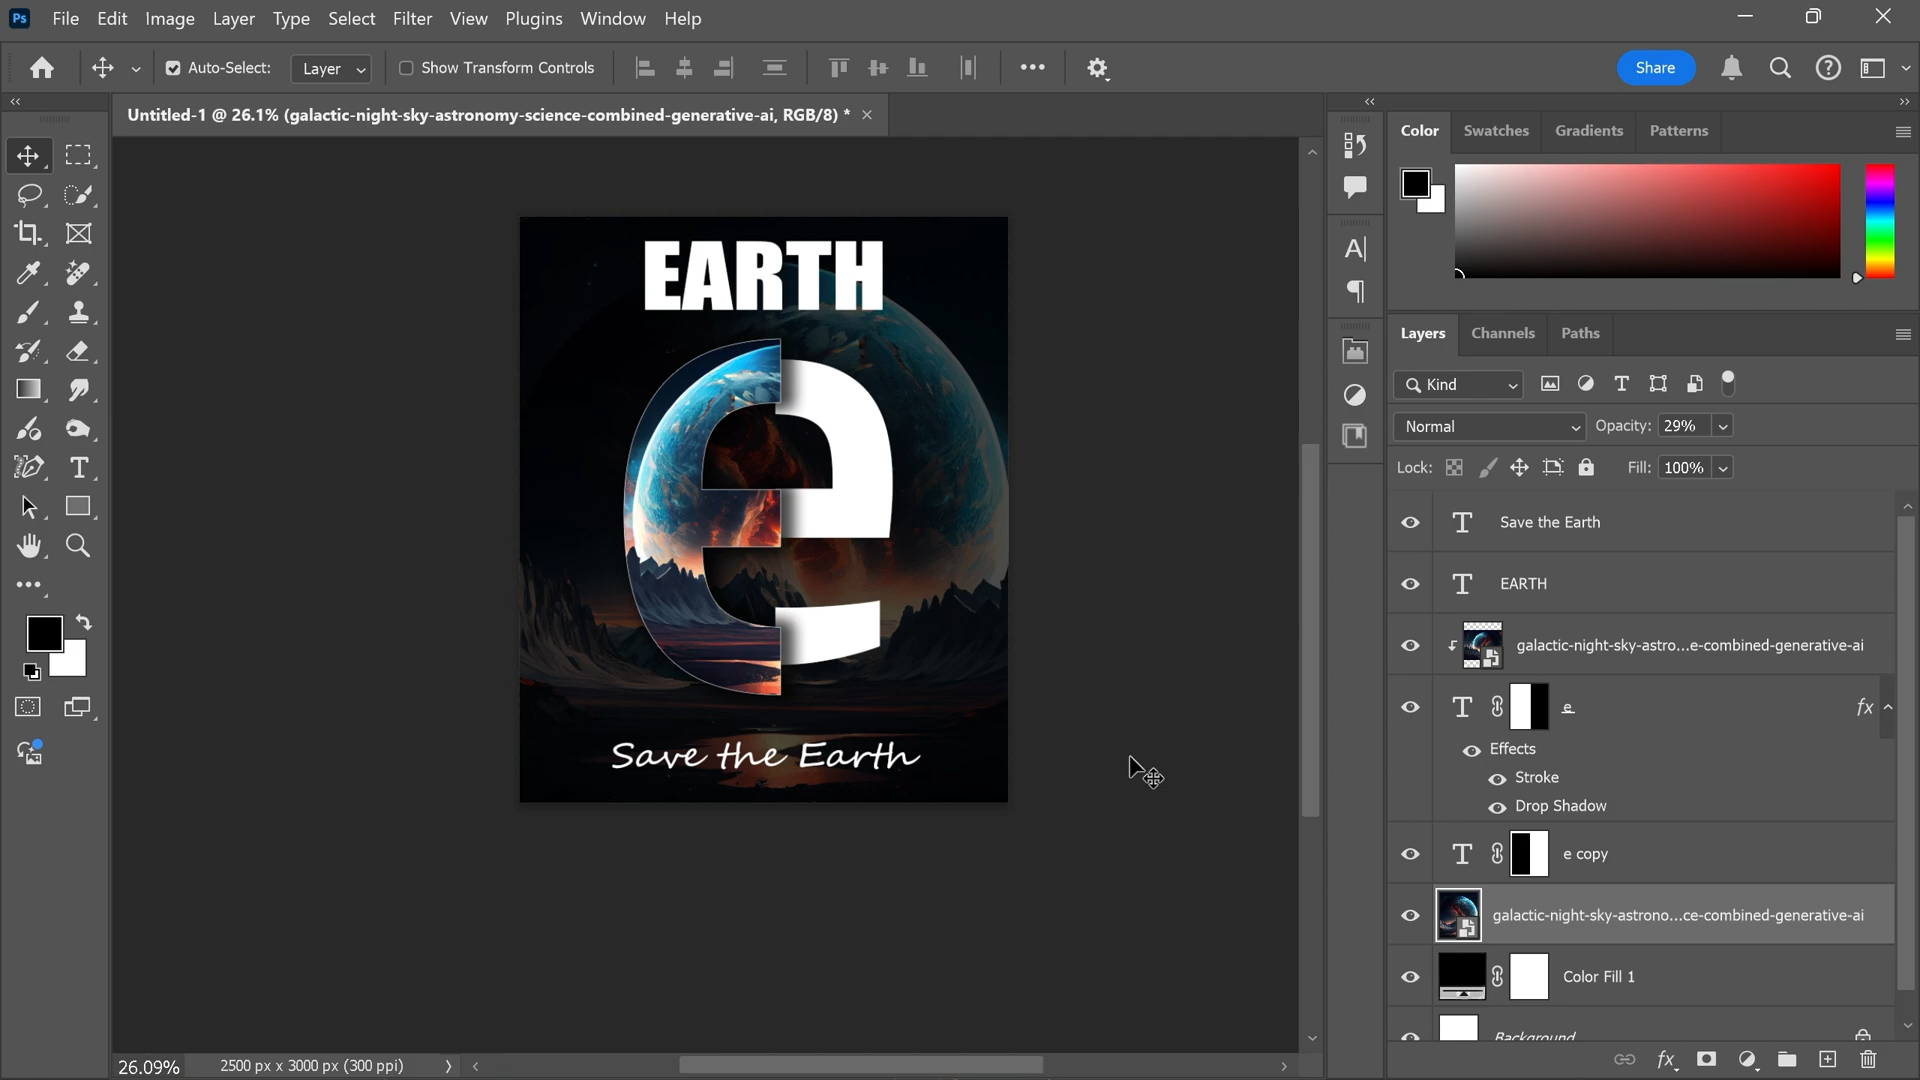 Ps File Edit Image Layer Type Select Filter View Plugins Window Help
Auto-Select: Layer Show Transform Controls Share
Untitled-1 @ 26.1% (galactic-night-sky-astronomy-science-combined-generative-ai, RGB/8) *
EARTH
e
Save the Earth
26.09% 2500 px x 3000 px (300 ppi)
Color Swatches Gradients Patterns
Layers Channels Paths
Kind
Normal Opacity: 29%
Lock: Fill: 100%
Save the Earth
EARTH
galactic-night-sky-astro...e-combined-generative-ai
e fx
Effects
Stroke
Drop Shadow
e copy
galactic-night-sky-astrono...ce-combined-generative-ai
Color Fill 1
Background
fx